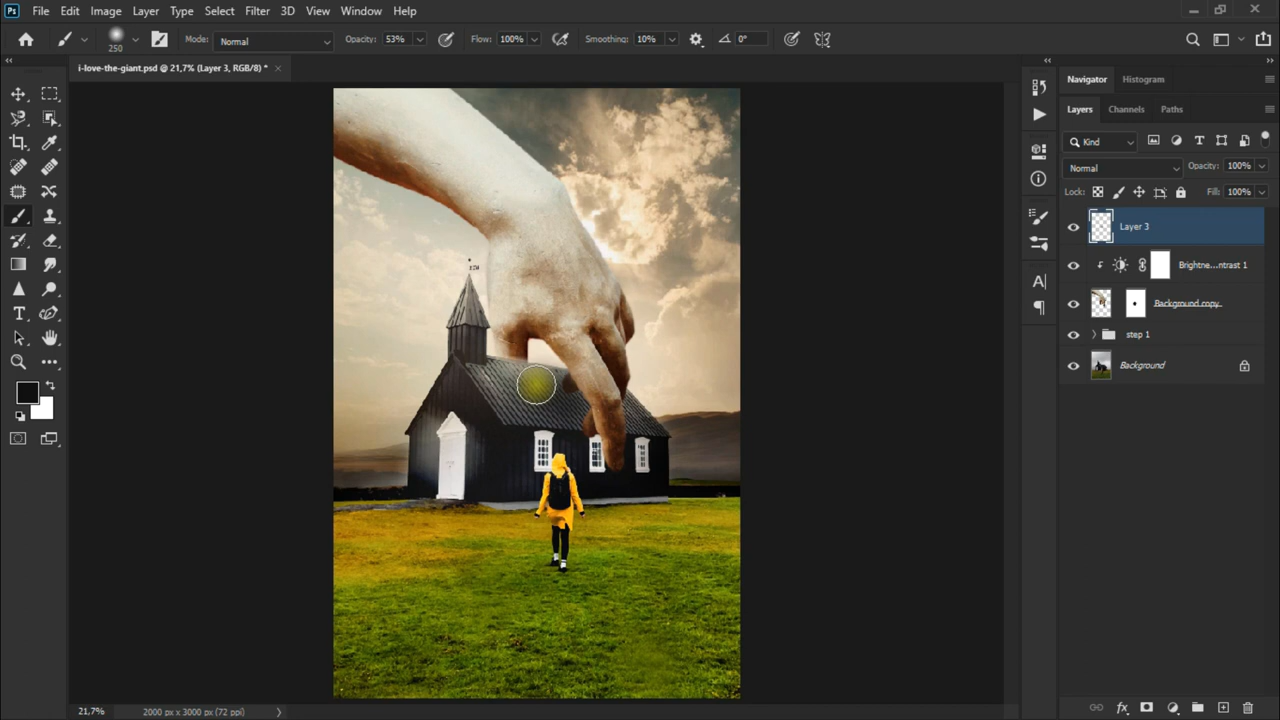 Ps File Edit Image Layer Type Select Filter 3D View Window Help
250 Mode: Normal Opacity: 53% Flow: 100% Smoothing: 10% 0°
i-love-the-giant.psd @ 21,7% (Layer 3, RGB/8) *
Navigator Histogram
Layers Channels Paths
Kind
Normal Opacity: 100%
Lock: Fill: 100%
Layer 3
Brightne...ntrast 1
Background copy
step 1
Background
21,7% 2000 px x 3000 px (72 ppi)